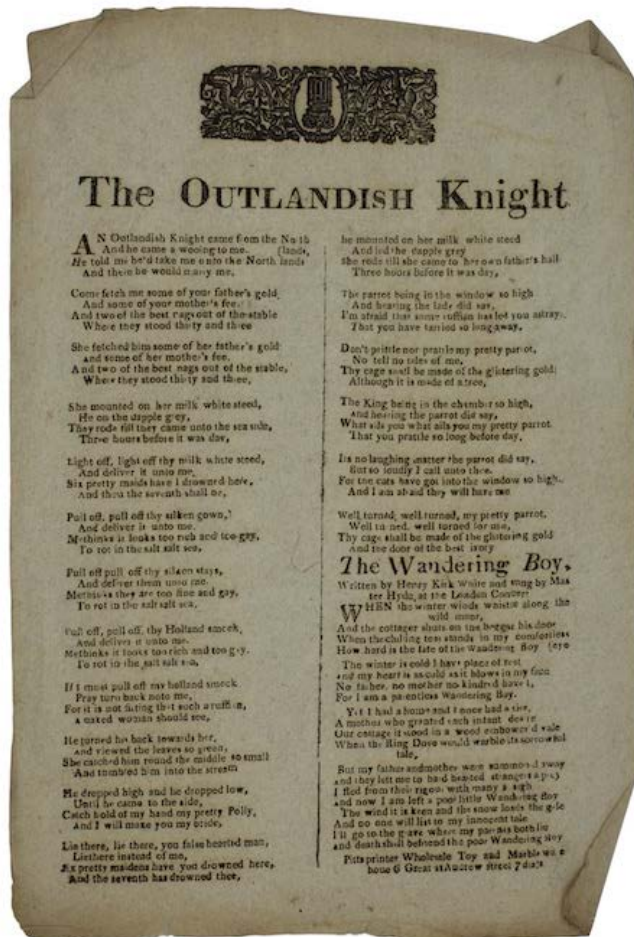 The OUTLANDISH Knight
AN Outlandish Knight came from the North
And he came a wooing to me. (lands,
He told me he'd take me unto the North lands
And then he would marry me.
Come fetch me some of your father's gold
And some of your mother's fee.
And two of the best nags out of the stable
Where they stood thirty and three
She fetched him some of her father's gold
and some of her mother's fee,
And two of the best nags out of the stable,
Where they stood thirty and three,
She mounted on her milk white steed,
He on the dapple grey,
They rode till they came unto the sea side,
Three hours before it was day,
Light off, light off thy milk white steed,
And deliver it unto me,
Six pretty maids have I drowned here,
And thou the seventh shall be,
Pull off, pull off thy silken gown,
And deliver it unto me.
Methinks it looks too rich and too gay,
To rot in the salt salt sea,
Pull off pull off thy silken stays,
And deliver them unto me.
Methinks they are too fine and gay,
To rot in the salt salt sea.
Pull off, pull off, thy Holland smock,
And deliver it unto me.
Methinks it looks too rich and too gay.
To rot in the salt salt sea,
If I must pull off my holland smock
Pray turn back unto me,
For it is not fitting that such a ruffian,
a naked woman should see,
He turned his back towards her,
and viewed the leaves so green,
She catched him round the middle so small
And tumbled him into the stream
He dropped high and he dropped low,
Until he came to the side,
Catch hold of my hand my pretty Polly,
And I will make you my bride,
Lie there, lie there, you false hearted man,
Lie there instead of me,
Six pretty maidens have you drowned here,
And the seventh has drowned thee,
he mounted on her milk white steed
And led the dapple grey
She rode till she came to her own father's hall
Three hours before it was day,
The parrot being in the window so high
And hearing the lady did say,
I'm afraid that some ruffian has led you astray,
That you have tarried so long away,
Don't prittle nor prattle my pretty parrot,
No tell no tales of me,
Thy cage shall be made of the glittering gold
Although it is made of a tree,
The King being in the chamber so high,
and hearing the parrot did say,
What ails you what ails you my pretty parrot
That you prattle so long before day,
Its no laughing matter the parrot did say,
But so loudly I call unto thee.
For the cats have got into the window so high
And I am afraid they will have me
Well turned, well turned, my pretty parrot,
Well turned, well turned for me,
Thy cage shall be made of the glittering gold
And the door of the best ivory
The Wandering Boy.
Written by Henry Kirk White and sung by Mas
ter Hyde, at the London Concert
WHEN the winter winds whistle along the
wild moor,
And the cottager shuts on the beggar his door
When the chilling tear stands in my comfortless
How hard is the fate of the Wandering Boy (eye
The winter is cold I have place of rest
and my heart is as cold as it blows in my face
No father, no mother no kindred have I,
For I am a parentless Wandering Boy.
Yet I had a home and I once had a sire,
A mother who granted each infant desire
Our cottage it stood in a wood embower'd vale
When the Ring Dove would warble its sorrowful
tale,
But my father and mother were summoned away
And they left me to hard hearted strangers a prey
I fled from their rigour with many a sigh
and now I am left a poor little Wandering Boy
The wind it is keen and the snow loads the gale
And no one will list to my innocent tale
I'll go to the grave where my parents both lie
and death shall befriend the poor Wandering Boy
Pitts printer Wholesale Toy and Marble ware
house 6 Great st Andrew street 7 dials